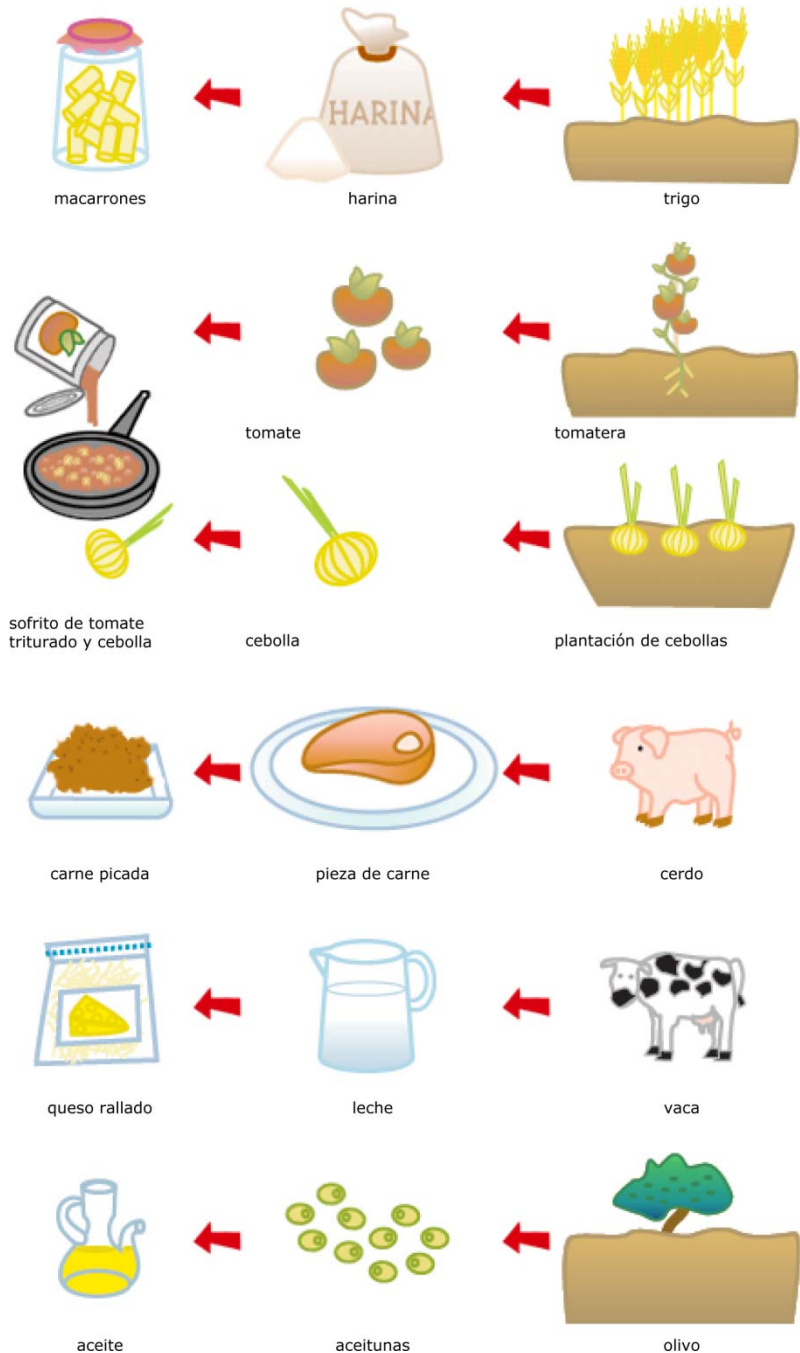 HARINA
macarrones
harina
trigo
tomate
tomatera
sofrito de tomate
triturado y cebolla
cebolla
plantación de cebollas
carne picada
pieza de carne
cerdo
queso rallado
leche
vaca
aceite
aceitunas
olivo